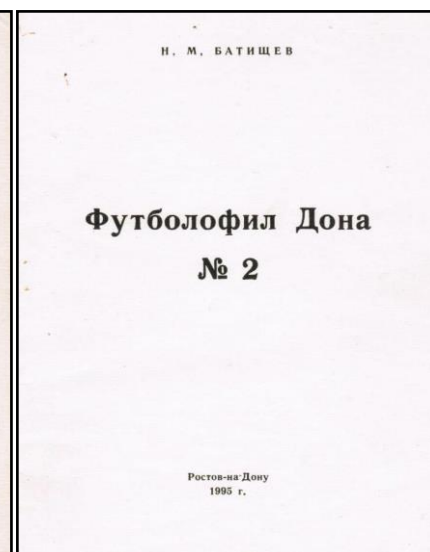 Н. М. БАТИЩЕВ
Футболофил Дона
№ 2
Ростов-на-Дону
1995 г.